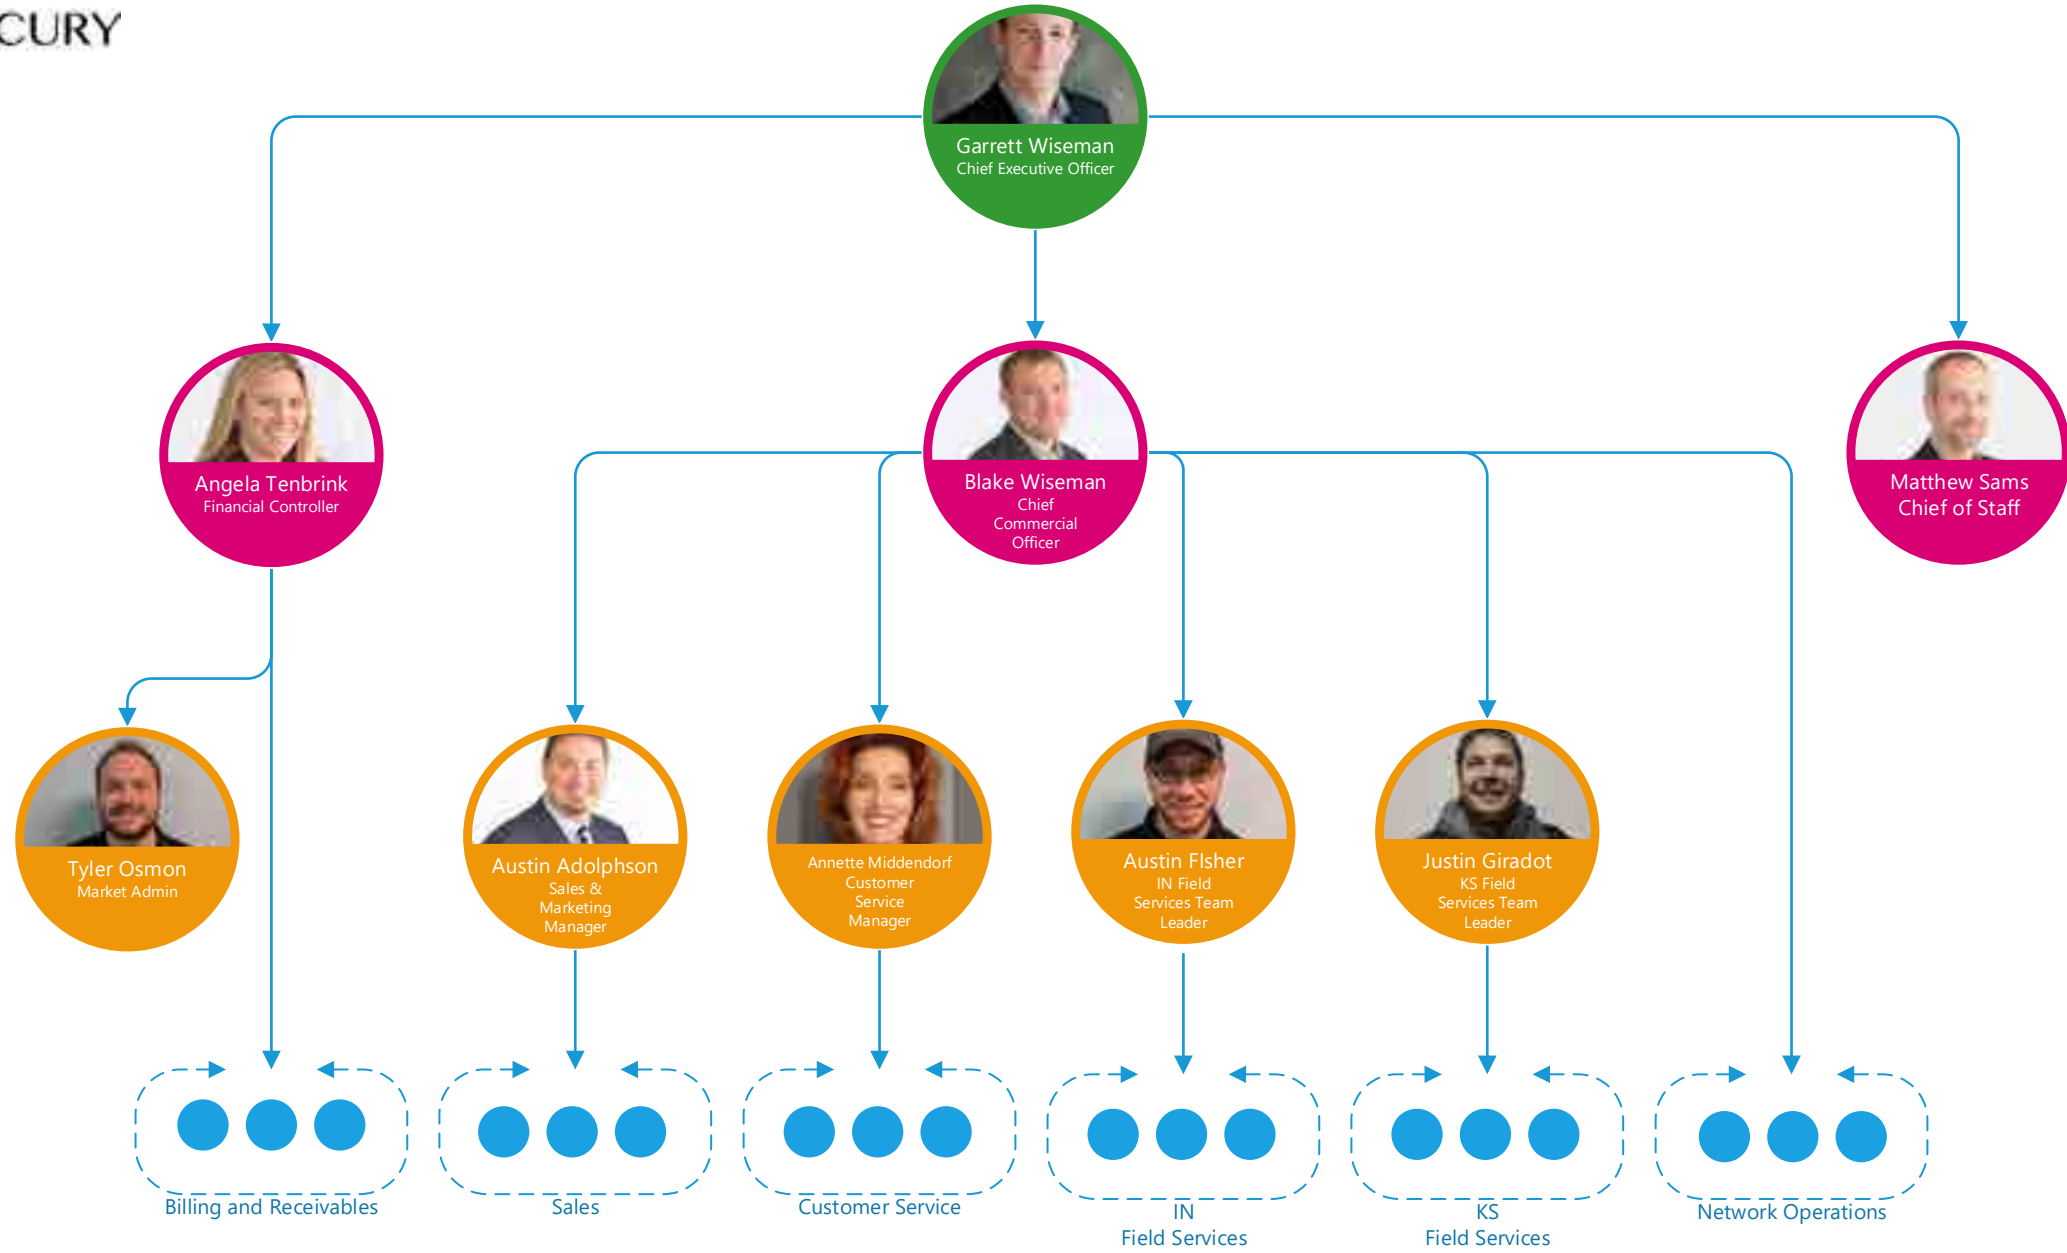 CURY
Garrett Wiseman
Chief Executive Officer
Angela Tenbrink
Financial Controller
Blake Wiseman
Chief
Commercial
Officer
Matthew Sams
Chief of Staff
Tyler Osmon
Market Admin
Austin Adolphson
Sales &
Marketing
Manager
Annette Middendorf
Customer
Service
Manager
Austin FIsher
IN Field
Services Team
Leader
Justin Giradot
KS Field
Services Team
Leader
Billing and Receivables
Sales
Customer Service
IN
Field Services
KS
Field Services
Network Operations